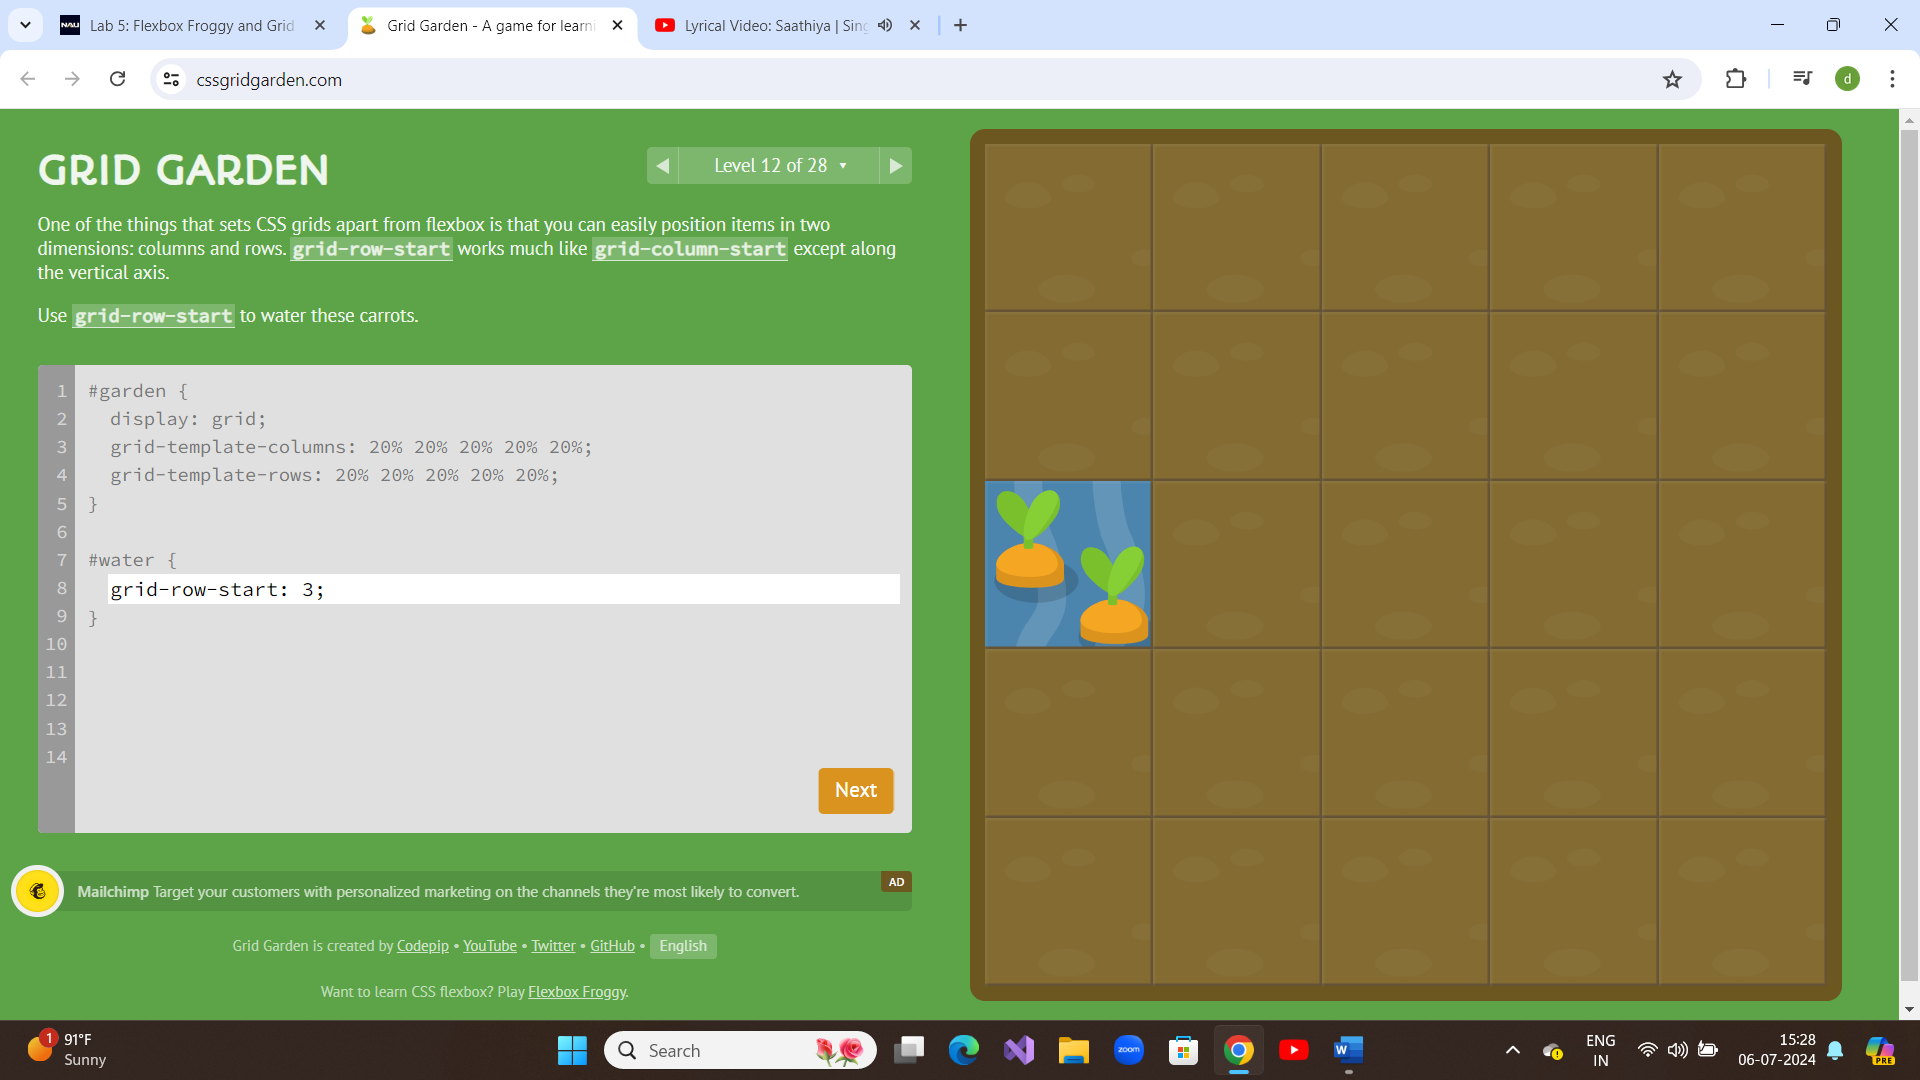 Lab 5: Flexbox Froggy and Grid
Grid Garden - A game for learni
Lyrical Video: Saathiya | Sing
cssgridgarden.com
d
GRID GARDEN
Level 12 of 28
One of the things that sets CSS grids apart from flexbox is that you can easily position items in two
dimensions: columns and rows. grid-row-start works much like grid-column-start except along
the vertical axis.
Use grid-row-start to water these carrots.
1 #garden {
2 display: grid;
3 grid-template-columns: 20% 20% 20% 20% 20%;
4 grid-template-rows: 20% 20% 20% 20% 20%;
5 }
6
7 #water {
8 grid-row-start: 3;
9 }
10
11
12
13
14
Next
Mailchimp Target your customers with personalized marketing on the channels they're most likely to convert.
AD
Grid Garden is created by Codepip • YouTube • Twitter • GitHub • English
Want to learn CSS flexbox? Play Flexbox Froggy.
1
91°F
Sunny
Search
zoom
W
ENG
IN
15:28
06-07-2024
PRE